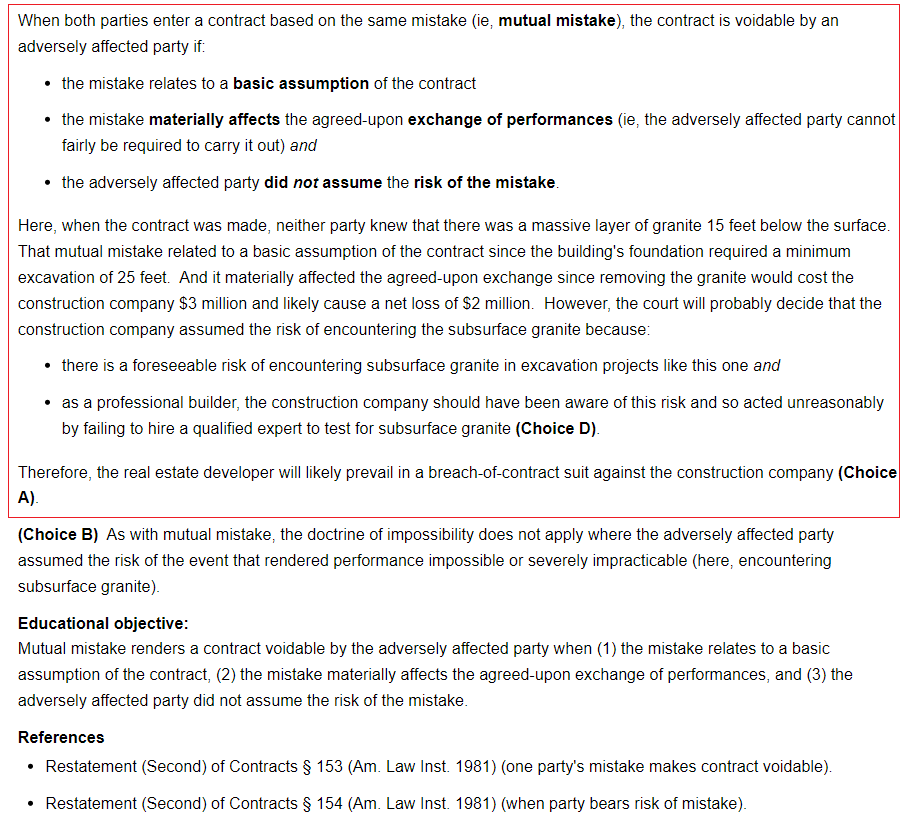 When both parties enter a contract based on the same mistake (ie, mutual mistake), the contract is voidable by an
adversely affected party if:
• the mistake relates to a basic assumption of the contract
• the mistake materially affects the agreed-upon exchange of performances (ie, the adversely affected party cannot
fairly be required to carry it out) and
• the adversely affected party did not assume the risk of the mistake.
Here, when the contract was made, neither party knew that there was a massive layer of granite 15 feet below the surface.
That mutual mistake related to a basic assumption of the contract since the building's foundation required a minimum
excavation of 25 feet.  And it materially affected the agreed-upon exchange since removing the granite would cost the
construction company $3 million and likely cause a net loss of $2 million.  However, the court will probably decide that the
construction company assumed the risk of encountering the subsurface granite because:
• there is a foreseeable risk of encountering subsurface granite in excavation projects like this one and
• as a professional builder, the construction company should have been aware of this risk and so acted unreasonably
by failing to hire a qualified expert to test for subsurface granite (Choice D).
Therefore, the real estate developer will likely prevail in a breach-of-contract suit against the construction company (Choice
A).
(Choice B)  As with mutual mistake, the doctrine of impossibility does not apply where the adversely affected party
assumed the risk of the event that rendered performance impossible or severely impracticable (here, encountering
subsurface granite).
Educational objective:
Mutual mistake renders a contract voidable by the adversely affected party when (1) the mistake relates to a basic
assumption of the contract, (2) the mistake materially affects the agreed-upon exchange of performances, and (3) the
adversely affected party did not assume the risk of the mistake.
References
• Restatement (Second) of Contracts § 153 (Am. Law Inst. 1981) (one party's mistake makes contract voidable).
• Restatement (Second) of Contracts § 154 (Am. Law Inst. 1981) (when party bears risk of mistake).